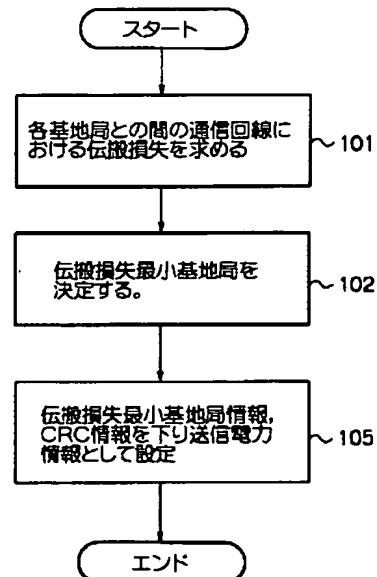 スタート
各基地局との間の通信回線に
おける伝搬損失を求める
101
伝搬損失最小基地局を
決定する。
102
伝搬損失最小基地局情報,
CRC情報を下り送信電力
情報として設定
105
エンド